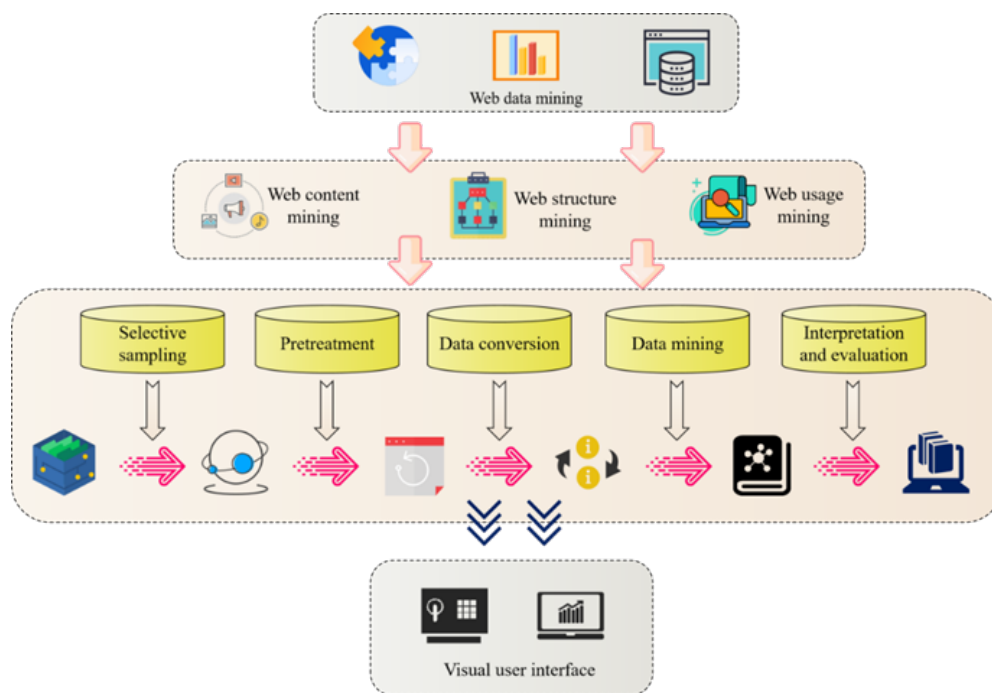 Web data mining
Web content
mining
Web structure
mining
Web usage
mining
Selective
sampling
Pretreatment
Data conversion
Data mining
Interpretation
and evaluation
Visual user interface